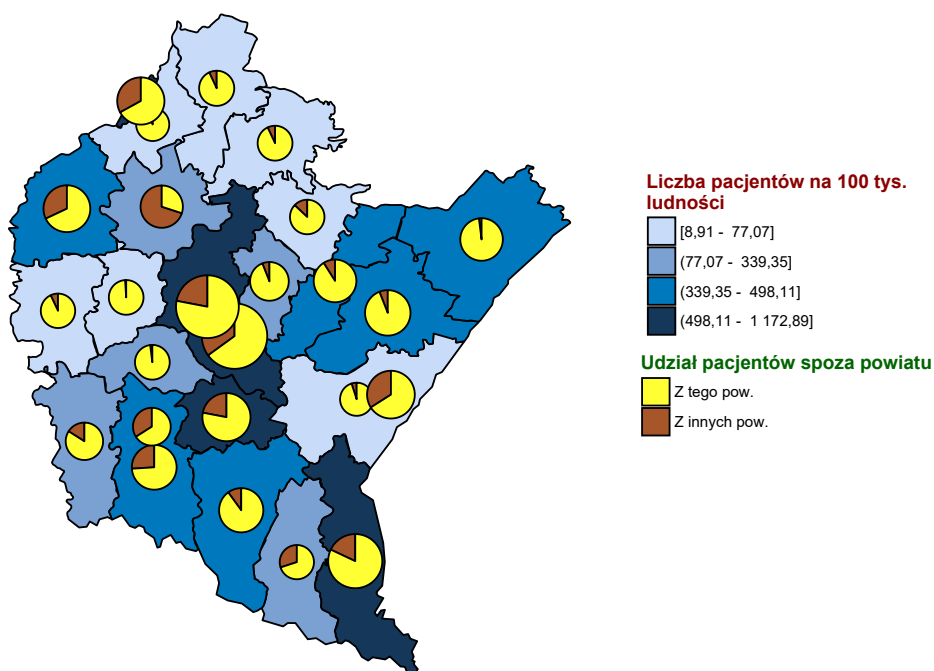 Liczba pacjentów na 100 tys.
ludności
[8,91 - 77,07]
(77,07 - 339,35]
(339,35 - 498,11]
(498,11 - 1 172,89]
Udział pacjentów spoza powiatu
Z tego pow.
Z innych pow.